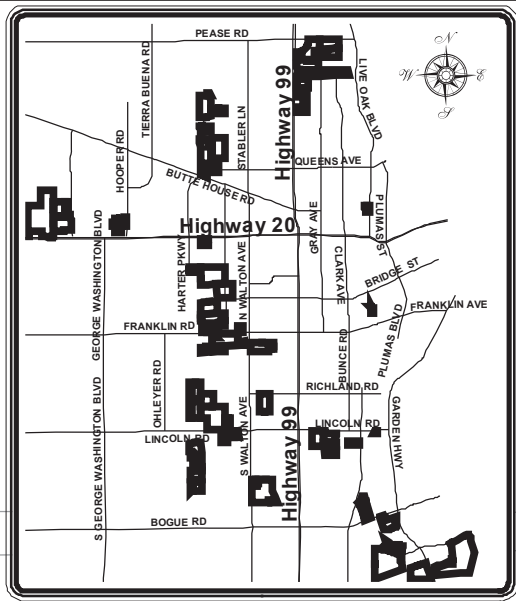 PEASE RD
N
W
E
S
TIERRA BUENA RD
HOOPER RD
STABLER LN
Highway 99
LIVE OAK BLVD
QUEENS AVE
BUTTE HOUSE RD
Highway 20
GRAY AVE
PLUMAS ST
GEORGE WASHINGTON BLVD
HARTER PKWY
N WALTON AVE
CLARK AVE
BRIDGE ST
FRANKLIN AVE
FRANKLIN RD
PLUMAS BLVD
BUNCE RD
RICHLAND RD
OHLEYER RD
S WALTON AVE
LINCOLN RD
LINCOLN RD
GARDEN HWY
Highway 99
S GEORGE WASHINGTON BLVD
BOGUE RD